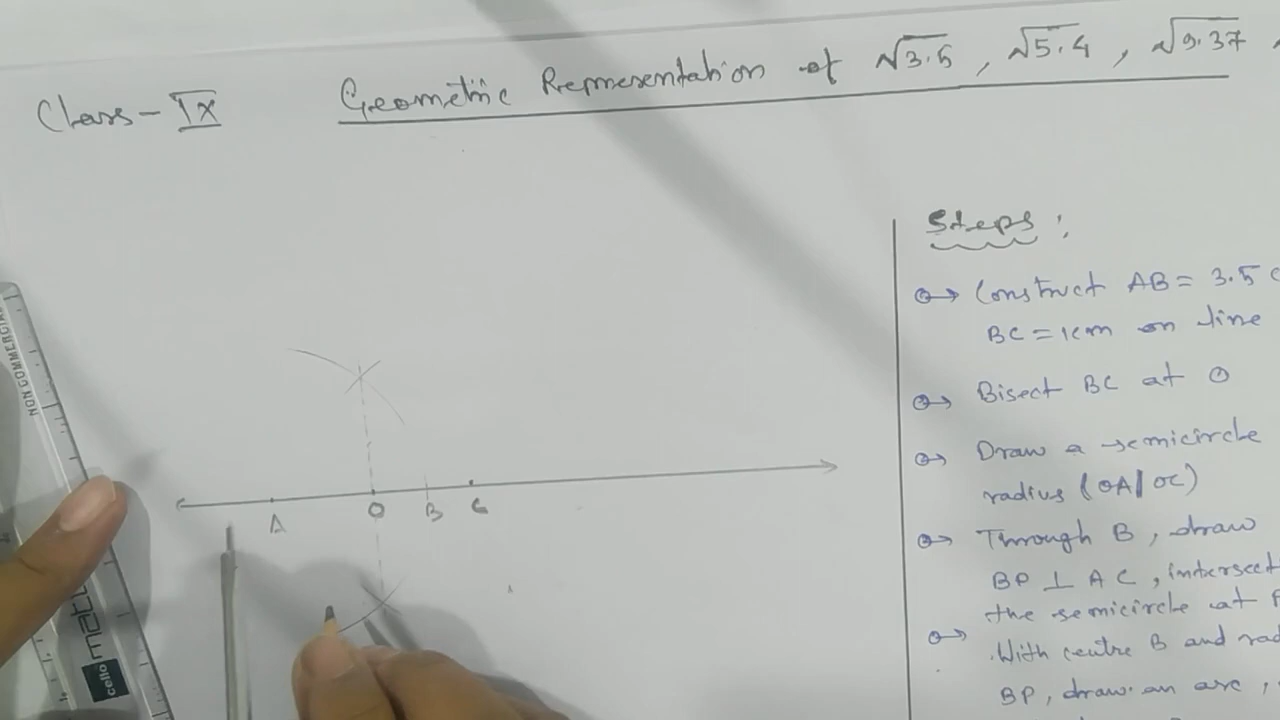 Class - IX
Geometric Representation of √3.5, √5.4, √9.37
Steps:
Construct AB = 3.5
BC = 1cm on line
Bisect BC at O
Draw a semicircle
radius (OA/OC)
Through B, draw
BP ⊥ AC, intersect
the semicircle at P
With centre B and rad
BP, draw an arc,
A O B C
NON COMMERCIAL
cello